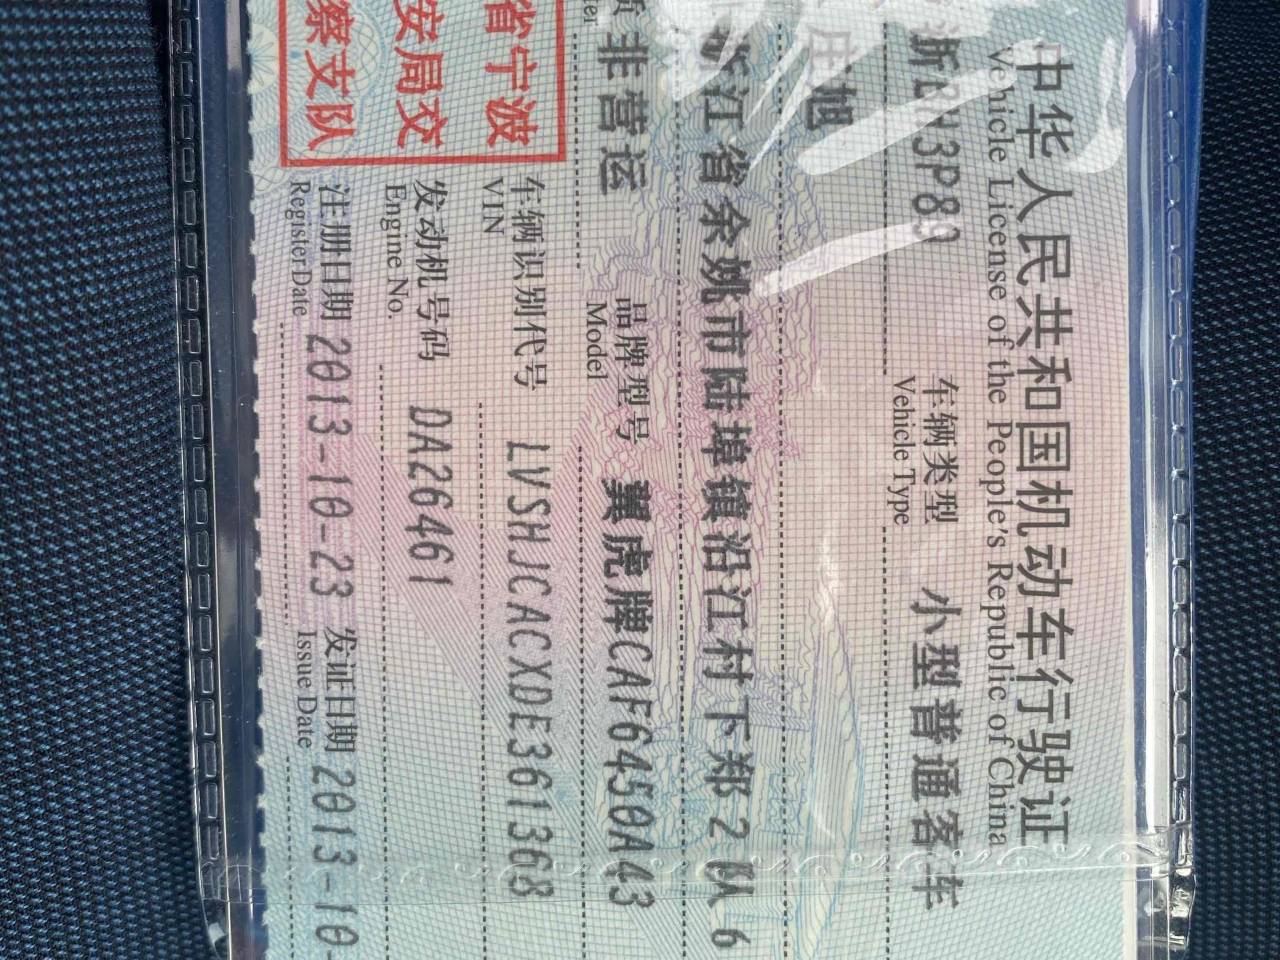 中华人民共和国机动车行驶证
Vehicle License of the People's Republic of China
车辆类型 小型普通客车
Vehicle Type
旭
浙江省余姚市陆埠镇沿江村下郑2队6
非营运 品牌型号 翼虎牌CAF6450A43
Model
车辆识别代号 LVSHJCACXDE361368
VIN
发动机号码 DA26461
Engine No.
注册日期 2013-10-23 发证日期 2013-10-
Register Date Issue Date
省宁波
安局交
察支队